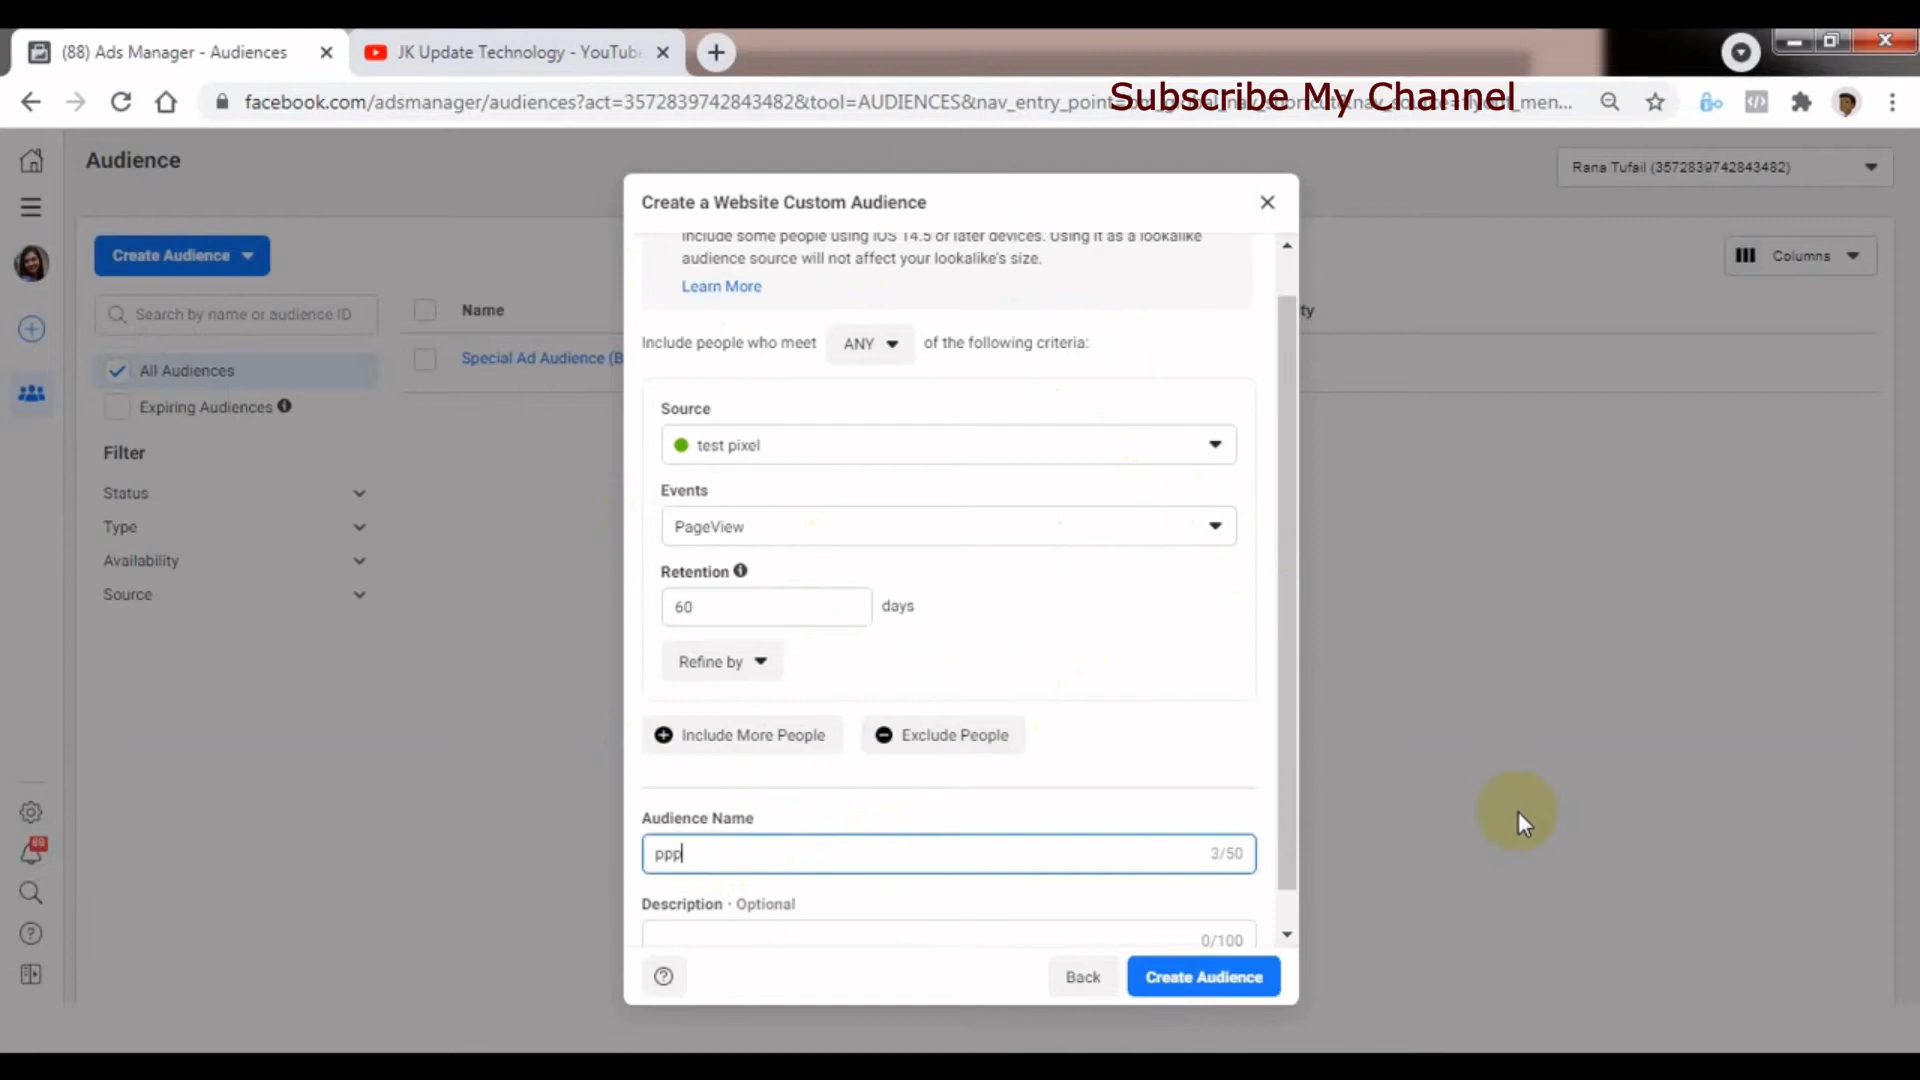 (88) Ads Manager - Audiences
JK Update Technology - YouTube
facebook.com/adsmanager/audiences?act=3572839742843482&tool=AUDIENCES&nav_entry_point=
Subscribe My Channel
Audience
Rana Tufail (3572839742843482)
Create a Website Custom Audience
include some people using iOS 14.5 or later devices. Using it as a lookalike
audience source will not affect your lookalike's size.
Learn More
Create Audience
Columns
Search by name or audience ID
Name
ty
Include people who meet ANY of the following criteria:
Special Ad Audience (B
All Audiences
Expiring Audiences
Source
test pixel
Filter
Status
Type
Availability
Source
Events
PageView
Retention
60 days
Refine by
Include More People
Exclude People
Audience Name
ppp
3/50
Description · Optional
0/100
88
Back
Create Audience